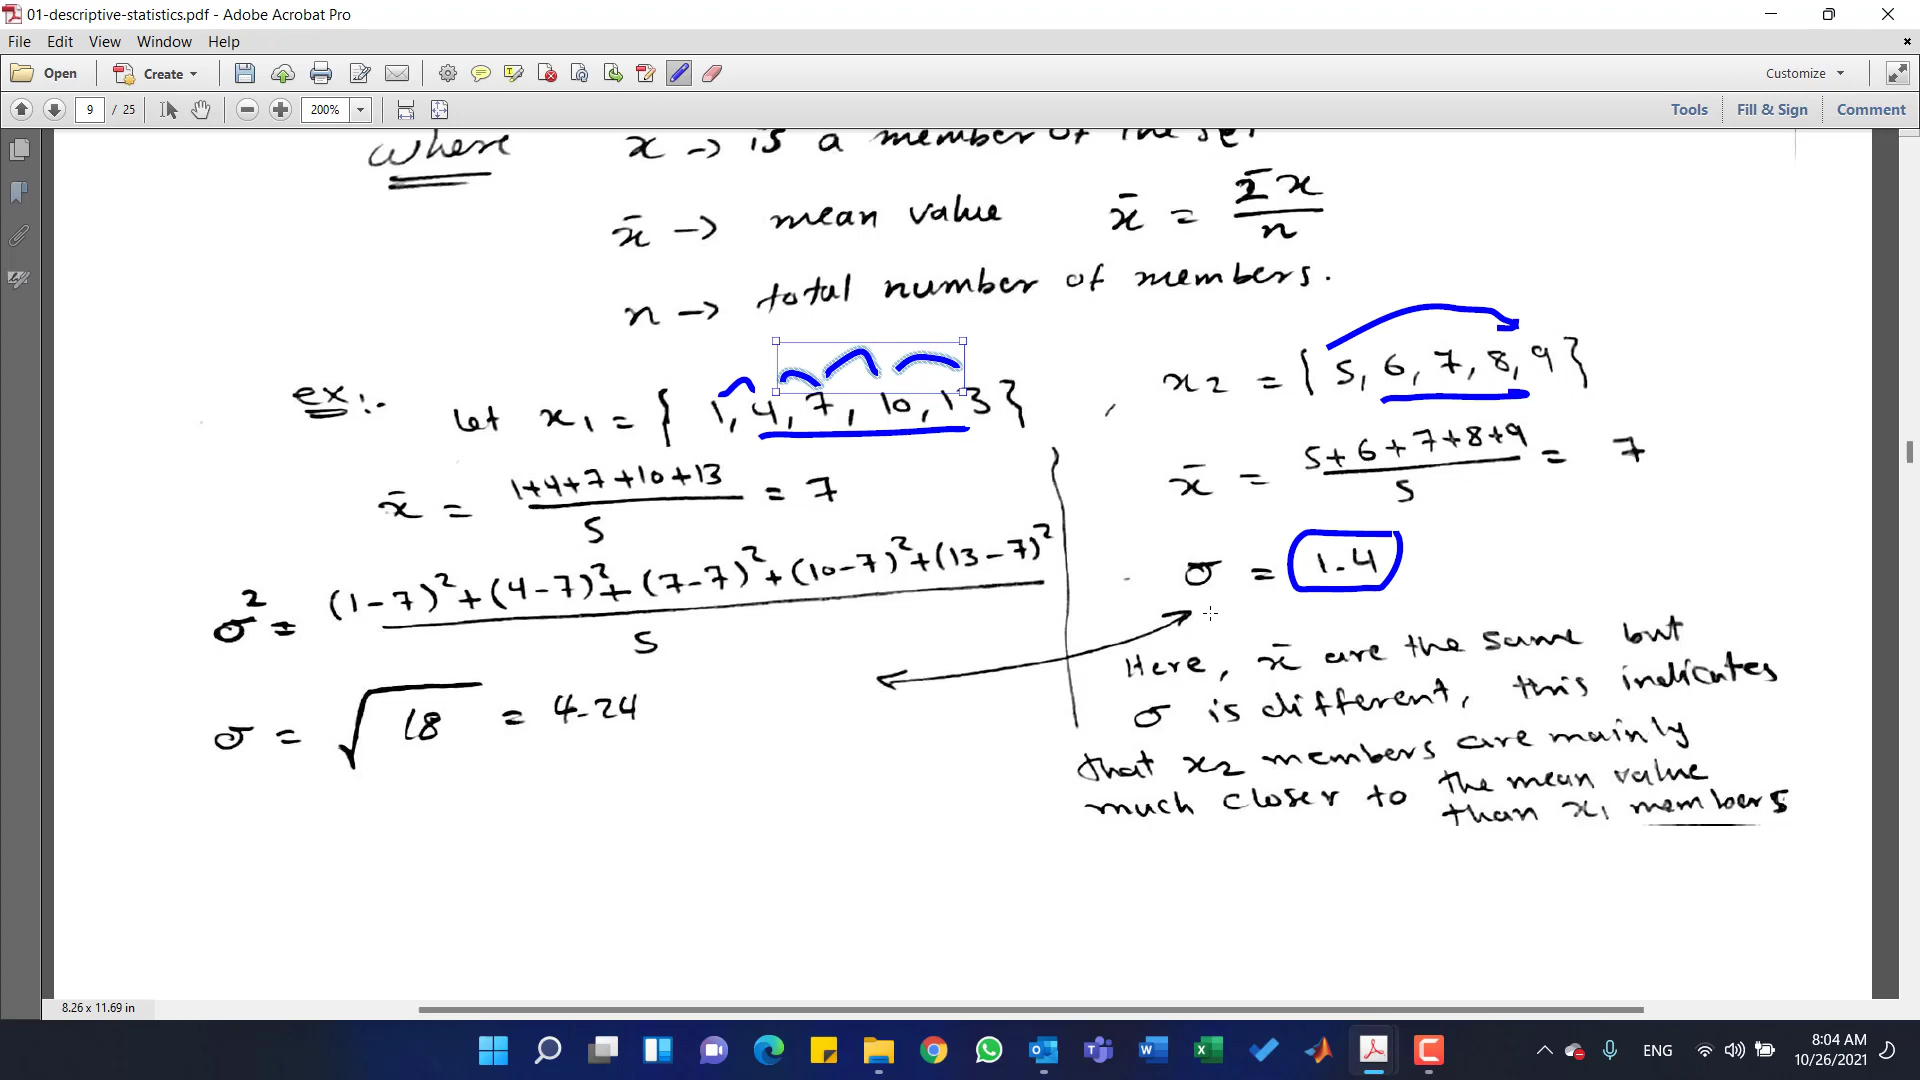 01-descriptive-statistics.pdf - Adobe Acrobat Pro
File Edit View Window Help
Open Create Customize
9 / 25 200% Tools Fill & Sign Comment
where x -> is a member of the set
x̄ -> mean value x̄ = Σx / n
n -> total number of members.
ex:- let x1 = { 1, 4, 7, 10, 13 } , x2 = { 5, 6, 7, 8, 9 }
x̄ = 1+4+7+10+13 / 5 = 7
σ² = (1-7)²+(4-7)²+(7-7)²+(10-7)²+(13-7)² / 5
σ = √18 = 4.24
x̄ = 5+6+7+8+9 / 5 = 7
σ = 1.4
Here, x̄ are the same but
σ is different, this indicates
that x2 members are mainly
much closer to the mean value
than x1 members
8.26 x 11.69 in
ENG
8:04 AM
10/26/2021